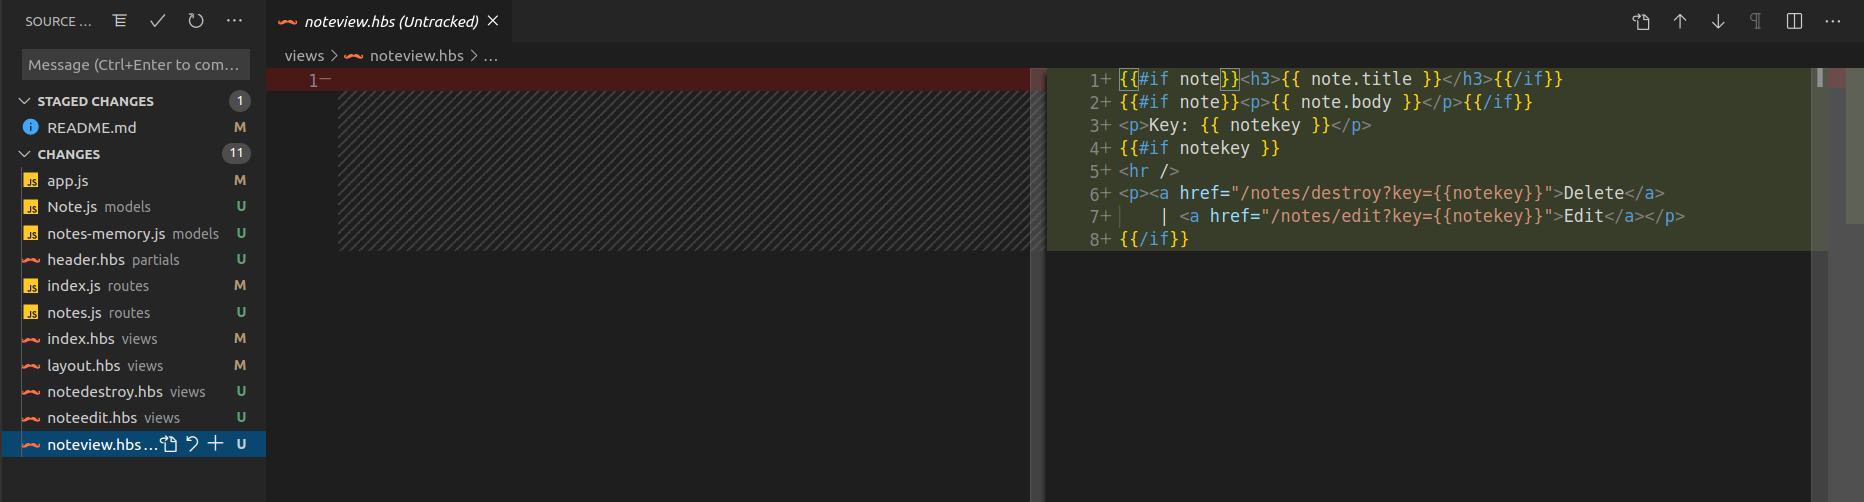 SOURCE ...
Message (Ctrl+Enter to com...
STAGED CHANGES 1
README.md M
CHANGES 11
app.js M
Note.js models U
notes-memory.js models U
header.hbs partials U
index.js routes M
notes.js routes U
index.hbs views M
layout.hbs views M
notedestroy.hbs views U
noteedit.hbs views U
noteview.hbs... U
noteview.hbs (Untracked)
views > noteview.hbs > ...
1−
1+ {{#if note}}<h3>{{ note.title }}</h3>{{/if}}
2+ {{#if note}}<p>{{ note.body }}</p>{{/if}}
3+ <p>Key: {{ notekey }}</p>
4+ {{#if notekey }}
5+ <hr />
6+ <p><a href="/notes/destroy?key={{notekey}}">Delete</a>
7+ | <a href="/notes/edit?key={{notekey}}">Edit</a></p>
8+ {{/if}}